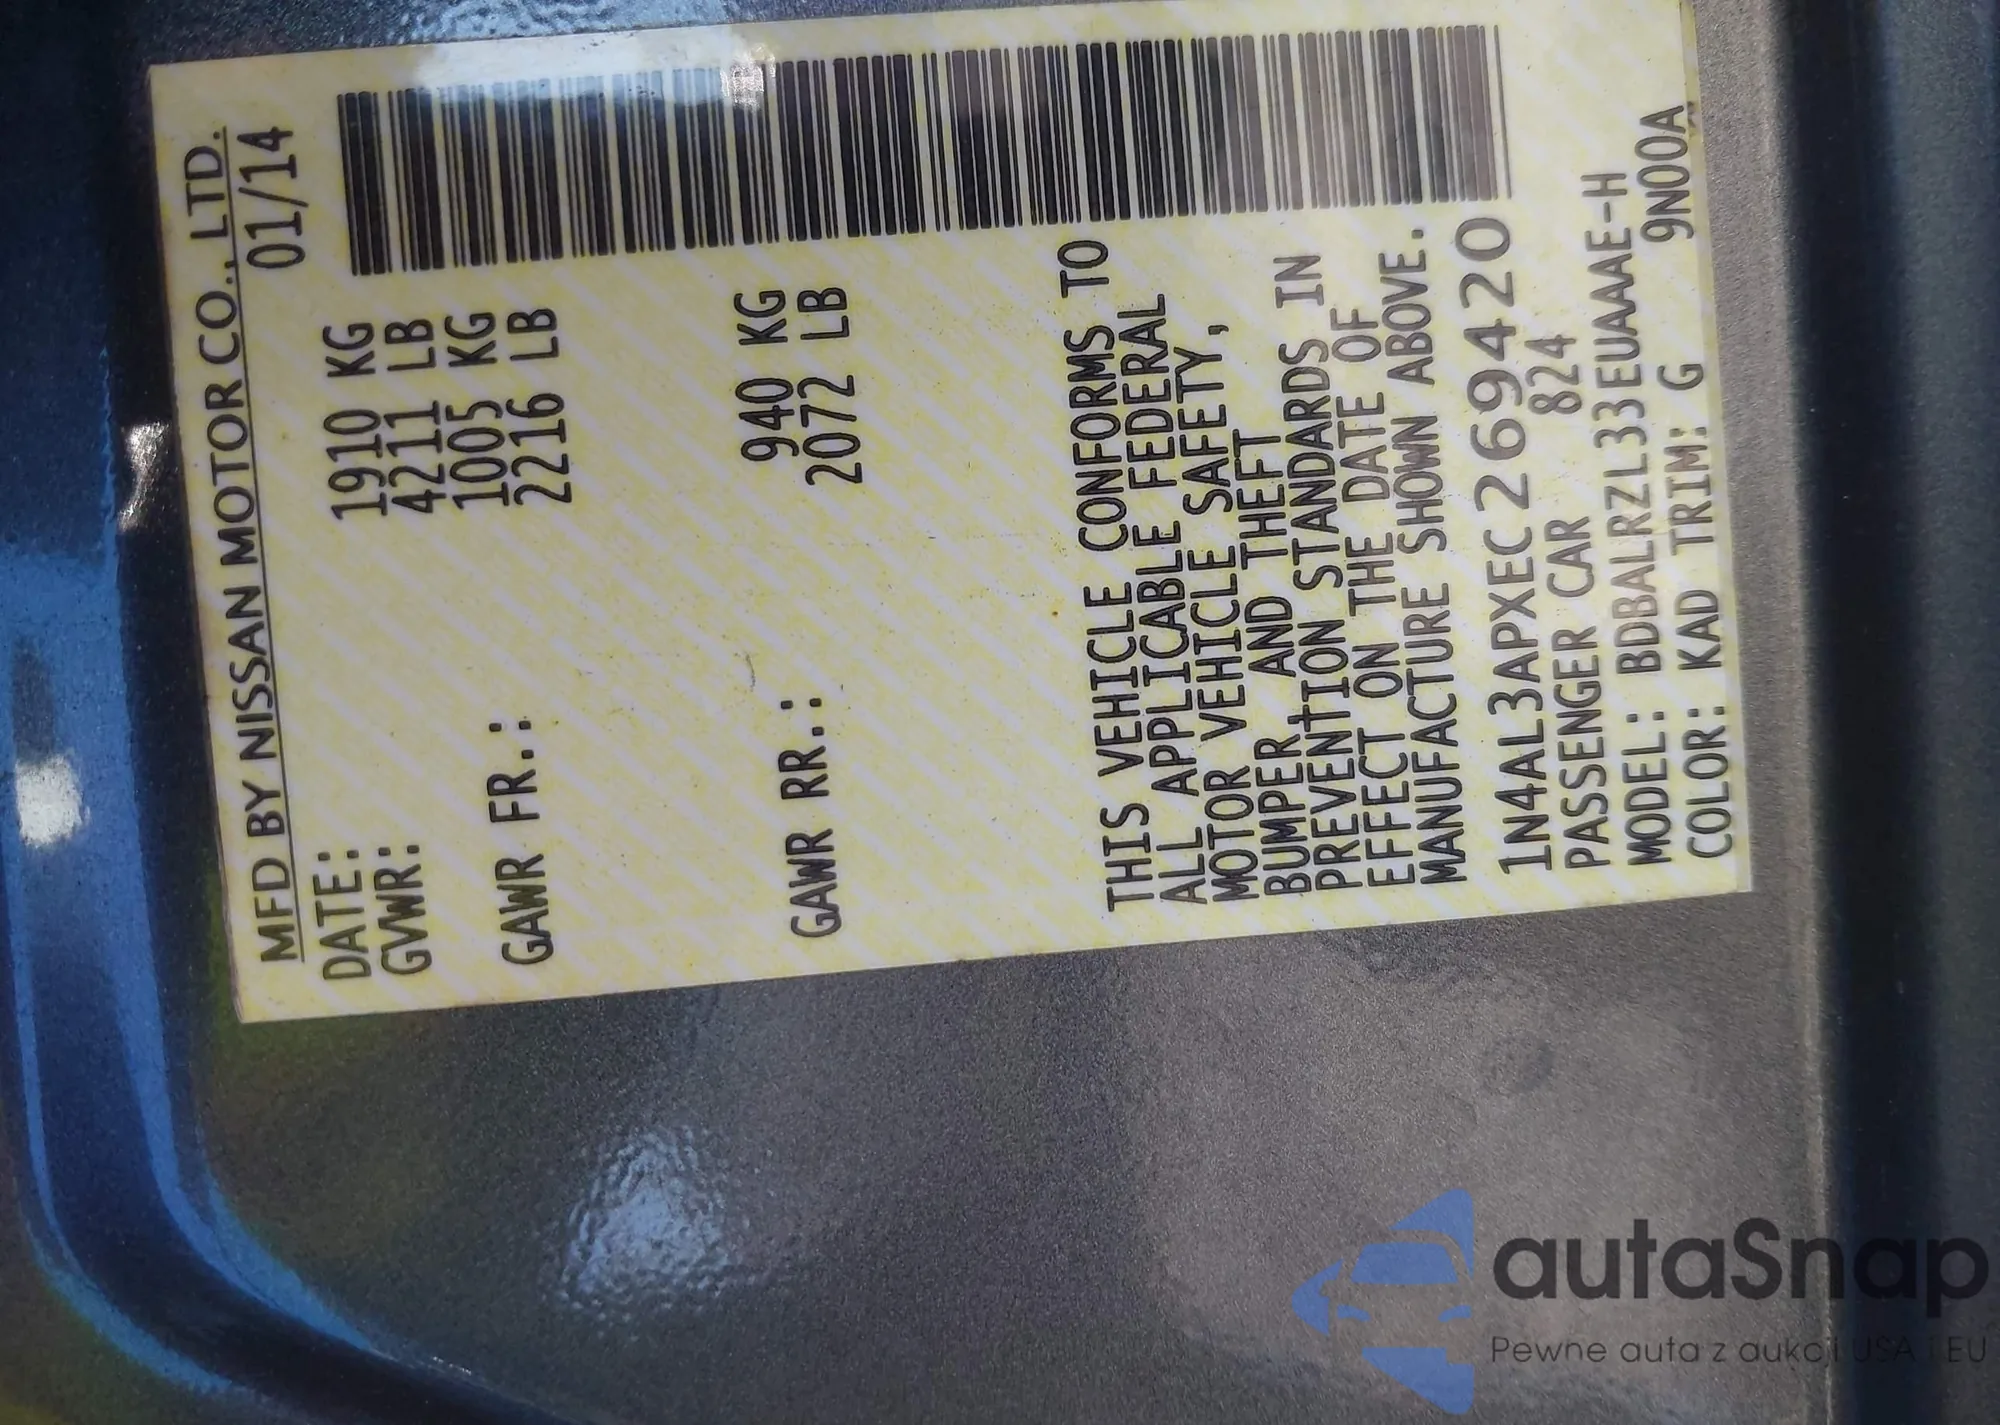 MFD BY NISSAN MOTOR CO., LTD.
DATE: 01/14
GVWR: 1910 KG
4211 LB
GAWR FR.: 1005 KG
2216 LB
GAWR RR.: 940 KG
2072 LB
THIS VEHICLE CONFORMS TO
ALL APPLICABLE FEDERAL
MOTOR VEHICLE SAFETY,
BUMPER AND THEFT
PREVENTION STANDARDS IN
EFFECT ON THE DATE OF
MANUFACTURE SHOWN ABOVE.
1N4AL3APXEC269420
PASSENGER CAR 824
MODEL: BDBALRZL33EUAAAE-H
COLOR: KAD TRIM: G 9N00A
autaSnap
Pewne auta z aukcji USA i EU